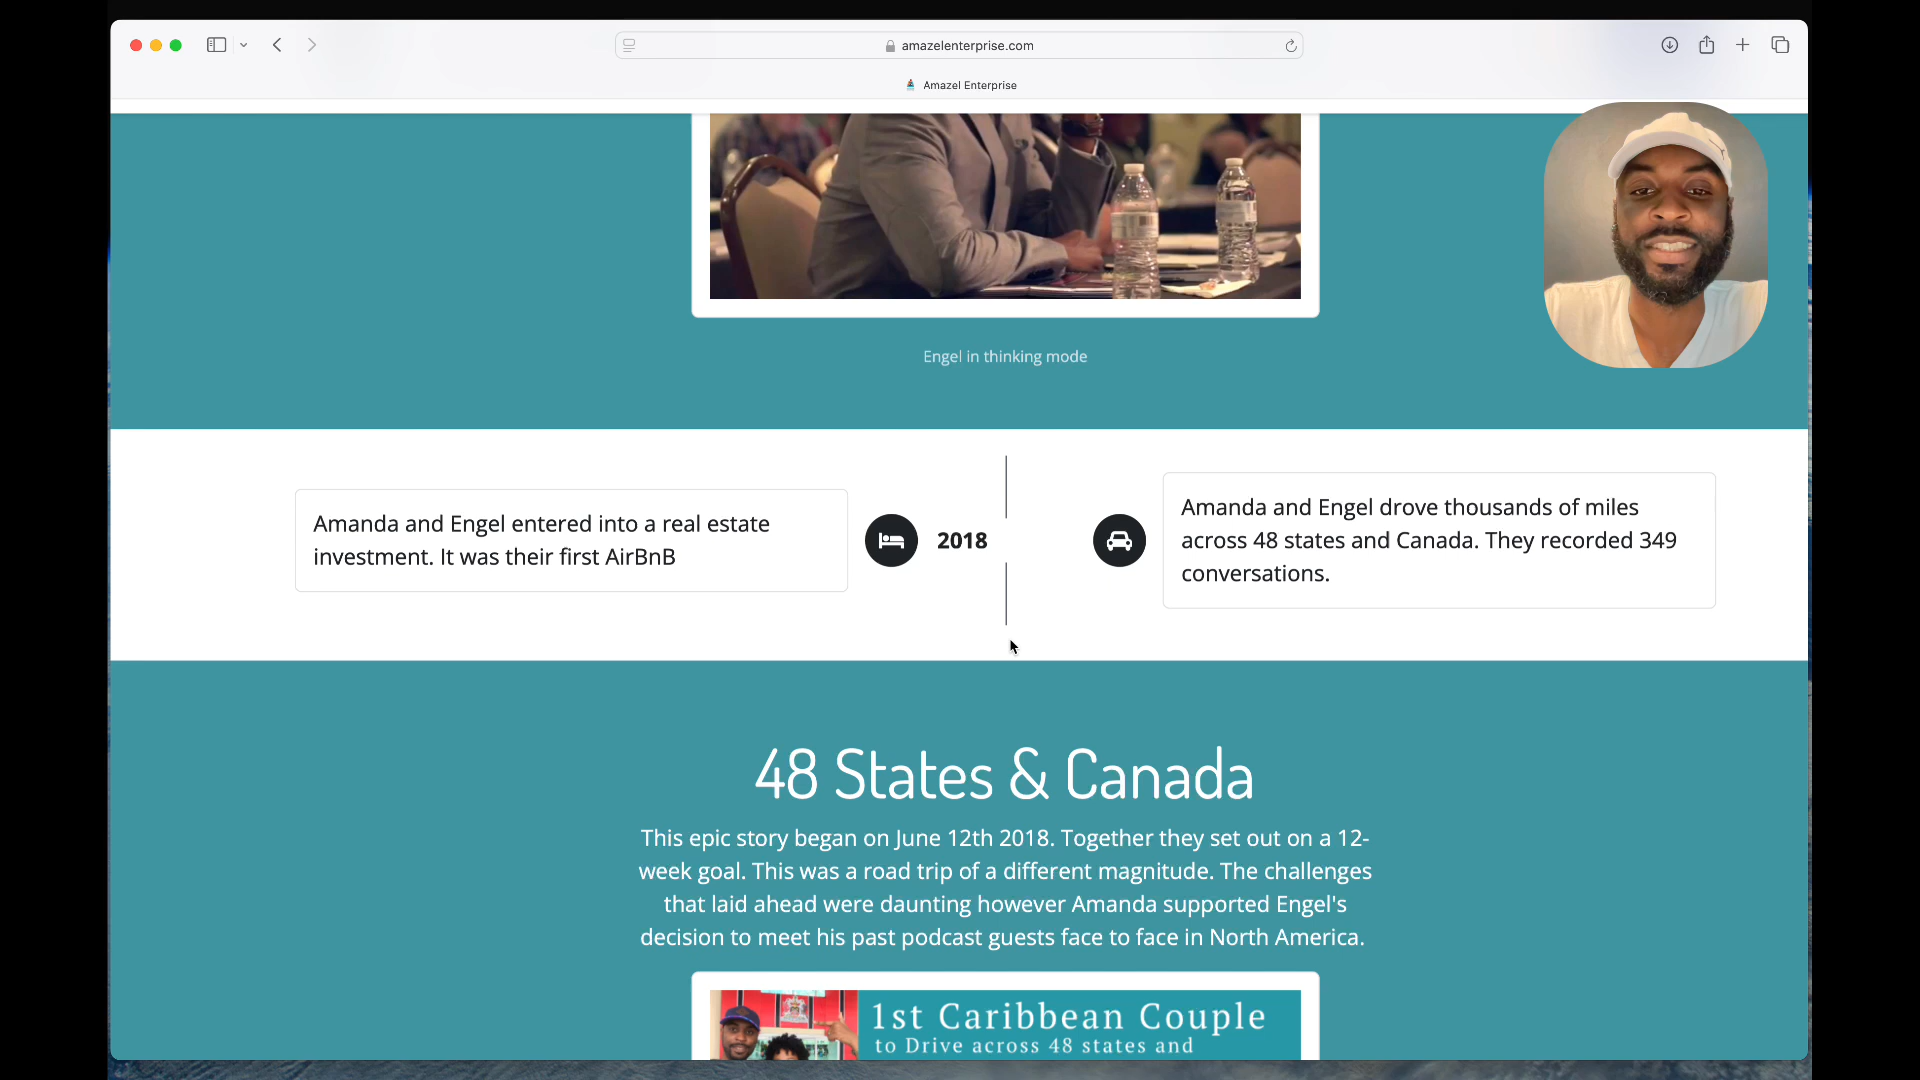 amazelenterprise.com
Amazel Enterprise
Engel in thinking mode
Amanda and Engel entered into a real estate
investment. It was their first AirBnB
2018
Amanda and Engel drove thousands of miles
across 48 states and Canada. They recorded 349
conversations.
48 States & Canada
This epic story began on June 12th 2018. Together they set out on a 12-
week goal. This was a road trip of a different magnitude. The challenges
that laid ahead were daunting however Amanda supported Engel's
decision to meet his past podcast guests face to face in North America.
1st Caribbean Couple
to Drive across 48 states and